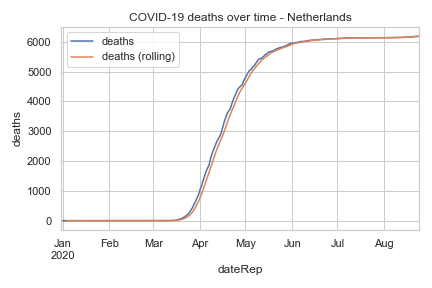 COVID-19 deaths over time - Netherlands
deaths
deaths (rolling)
deaths
6000
5000
4000
3000
2000
1000
0
Jan Feb Mar Apr May Jun Jul Aug
2020
dateRep